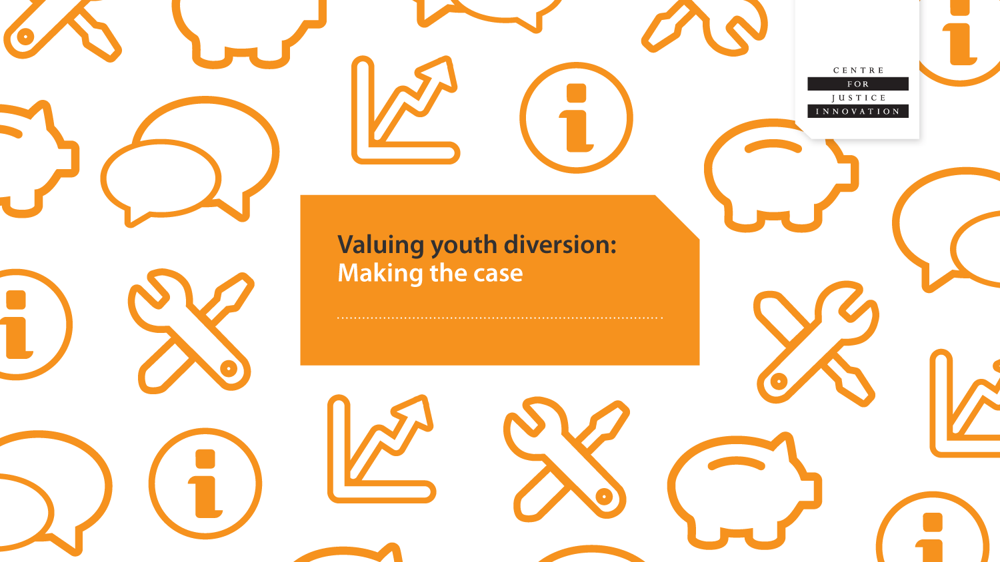 CENTRE
FOR
JUSTICE
INNOVATION
Valuing youth diversion:
Making the case